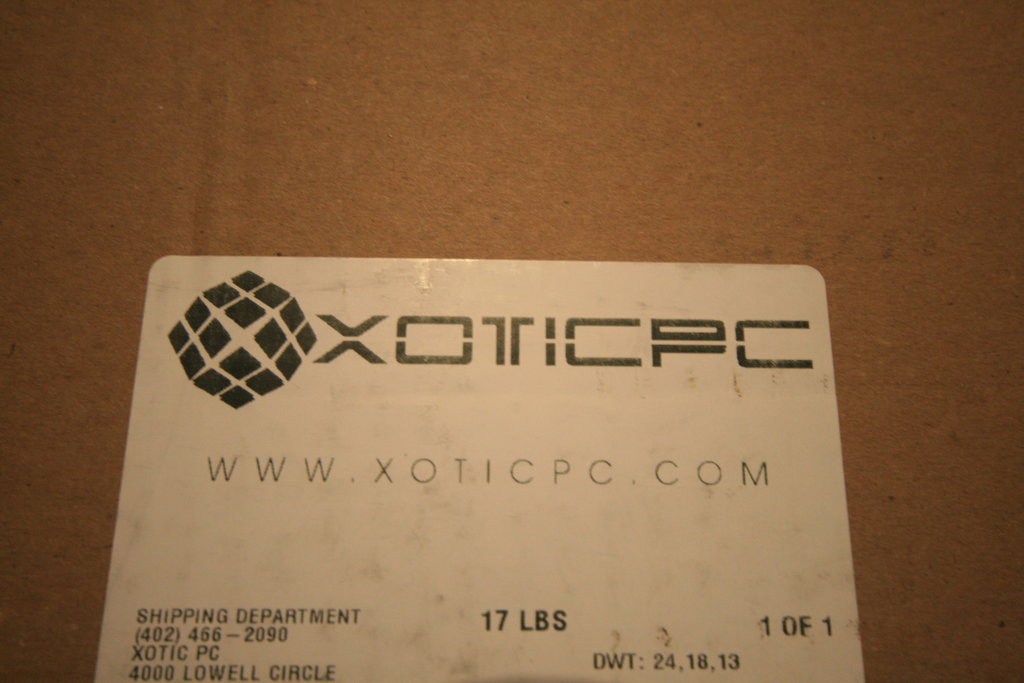 XOTICPC
WWW.XOTICPC.COM
SHIPPING DEPARTMENT
(402) 466-2090
XOTIC PC
4000 LOWELL CIRCLE
17 LBS
1 OF 1
DWT: 24,18,13